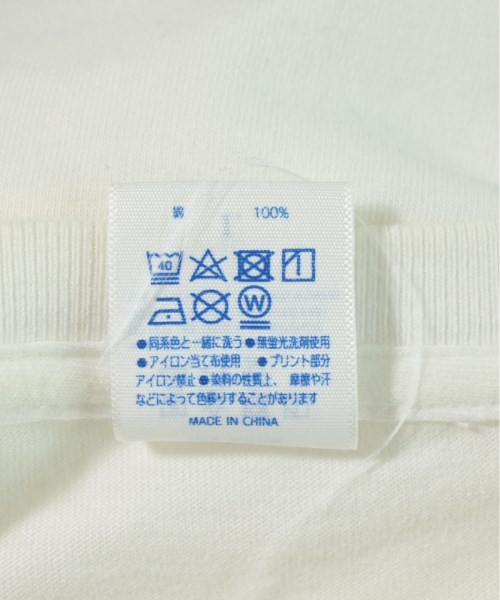 綿 100%
40
W
●同系色と一緒に洗う ●無蛍光洗剤使用
●アイロン当て布使用 ●プリント部分
アイロン禁止 ●染料の性質上、摩擦や汗
などによって色移りすることがあります
MADE IN CHINA